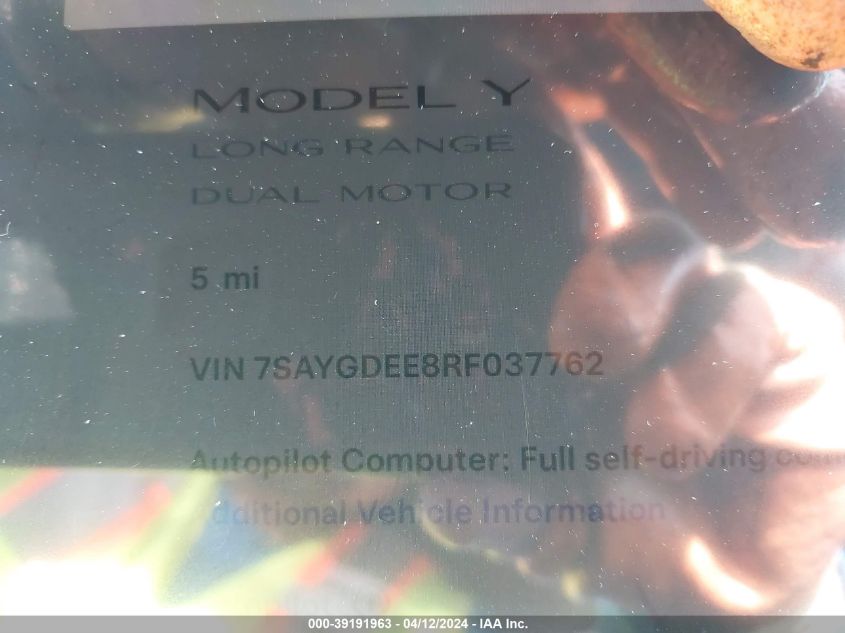 MODEL Y
LONG RANGE
DUAL MOTOR
5 mi
VIN 7SAYGDEE8RF037762
Autopilot Computer: Full self-driving
Additional Vehicle Information
000-39191963 - 04/12/2024 - IAA Inc.